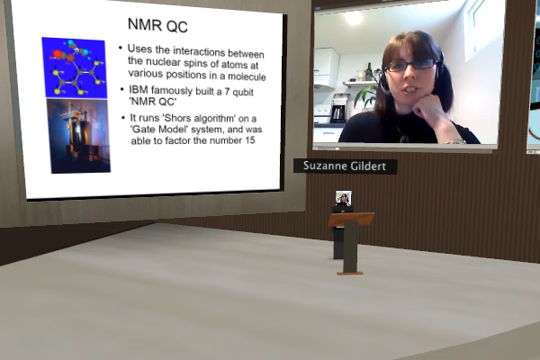 NMR QC
• Uses the interactions between
the nuclear spins of atoms at
various positions in a molecule
• IBM famously built a 7 qubit
'NMR QC'
• It runs 'Shors algorithm' on a
'Gate Model' system, and was
able to factor the number 15
Suzanne Gildert